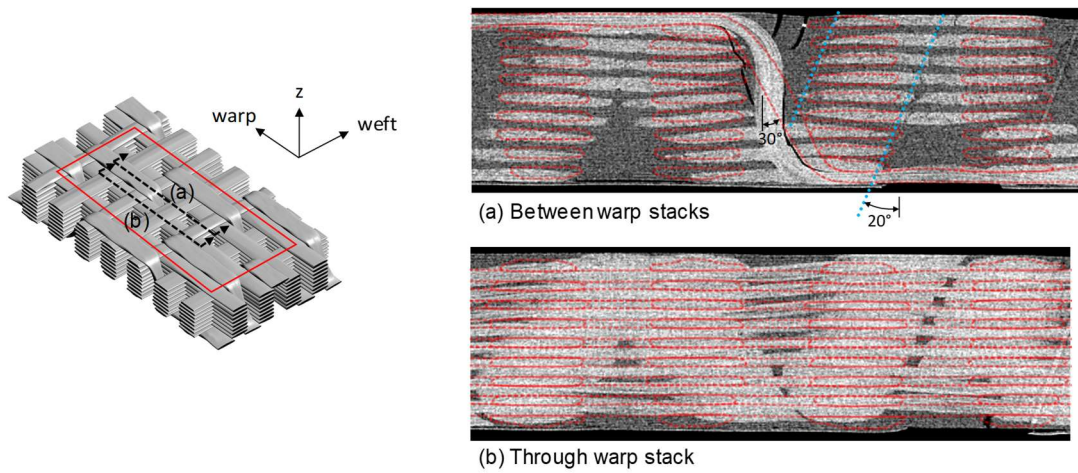 z
warp
weft
(a)
(b)
30°
20°
(a) Between warp stacks
(b) Through warp stack